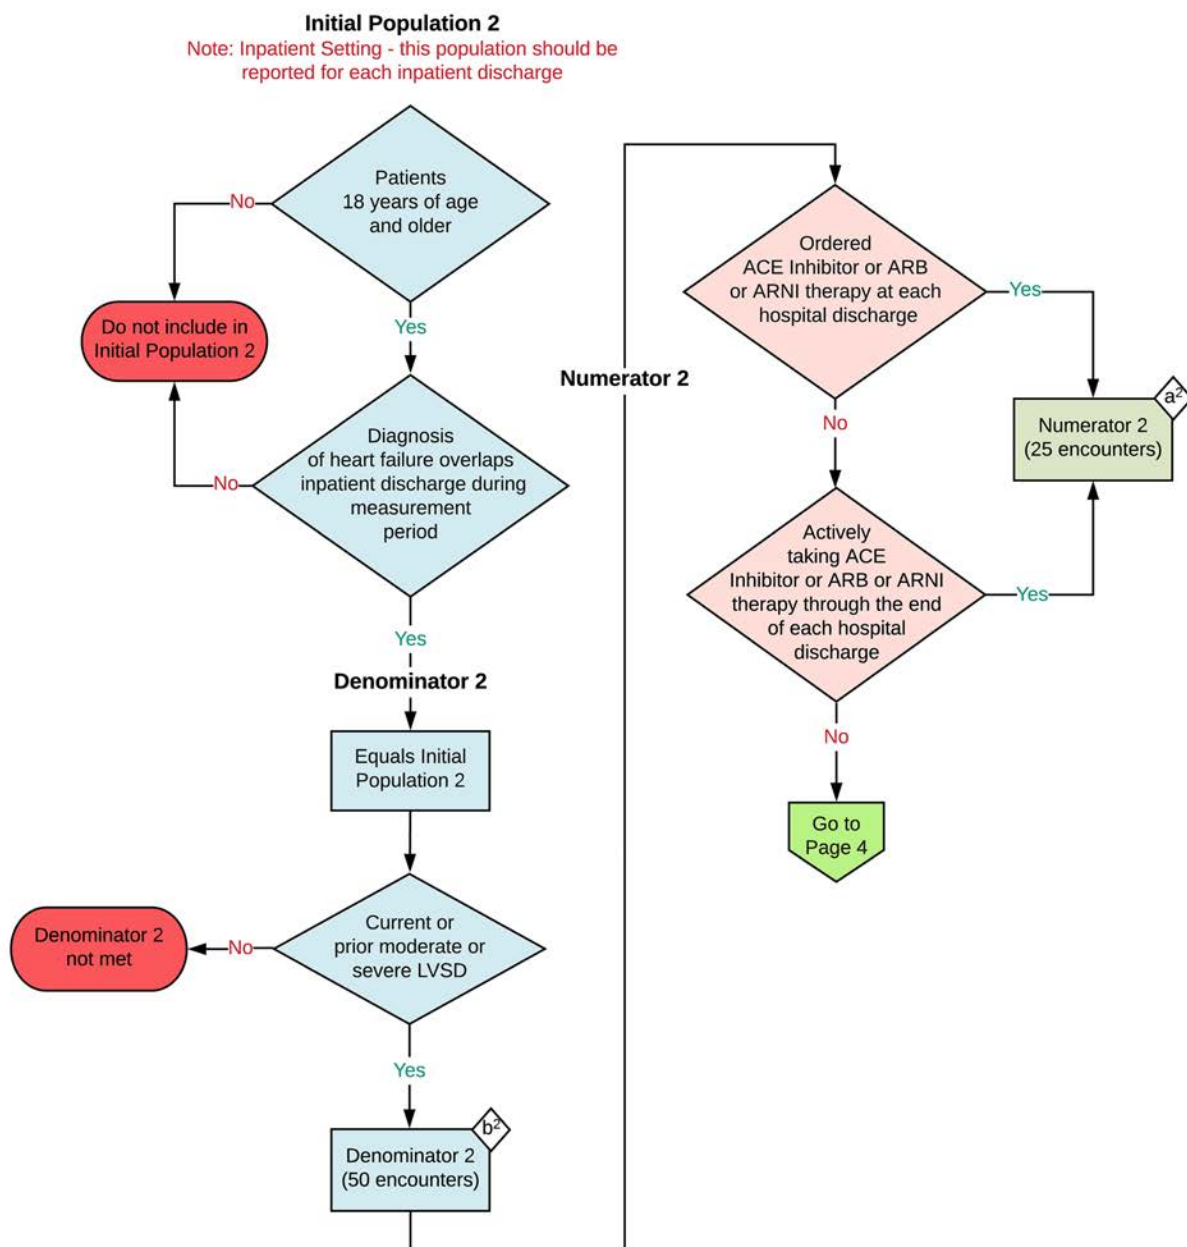 Initial Population 2
Note: Inpatient Setting - this population should be
reported for each inpatient discharge
Patients
18 years of age
and older
No
Do not include in
Initial Population 2
Yes
Diagnosis
of heart failure overlaps
inpatient discharge during
measurement
period
No
Yes
Denominator 2
Equals Initial
Population 2
Current or
prior moderate or
severe LVSD
No
Denominator 2
not met
Yes
b²
Denominator 2
(50 encounters)
Numerator 2
Ordered
ACE Inhibitor or ARB
or ARNI therapy at each
hospital discharge
Yes
a²
Numerator 2
(25 encounters)
No
Actively
taking ACE
Inhibitor or ARB or ARNI
therapy through the end
of each hospital
discharge
Yes
No
Go to
Page 4